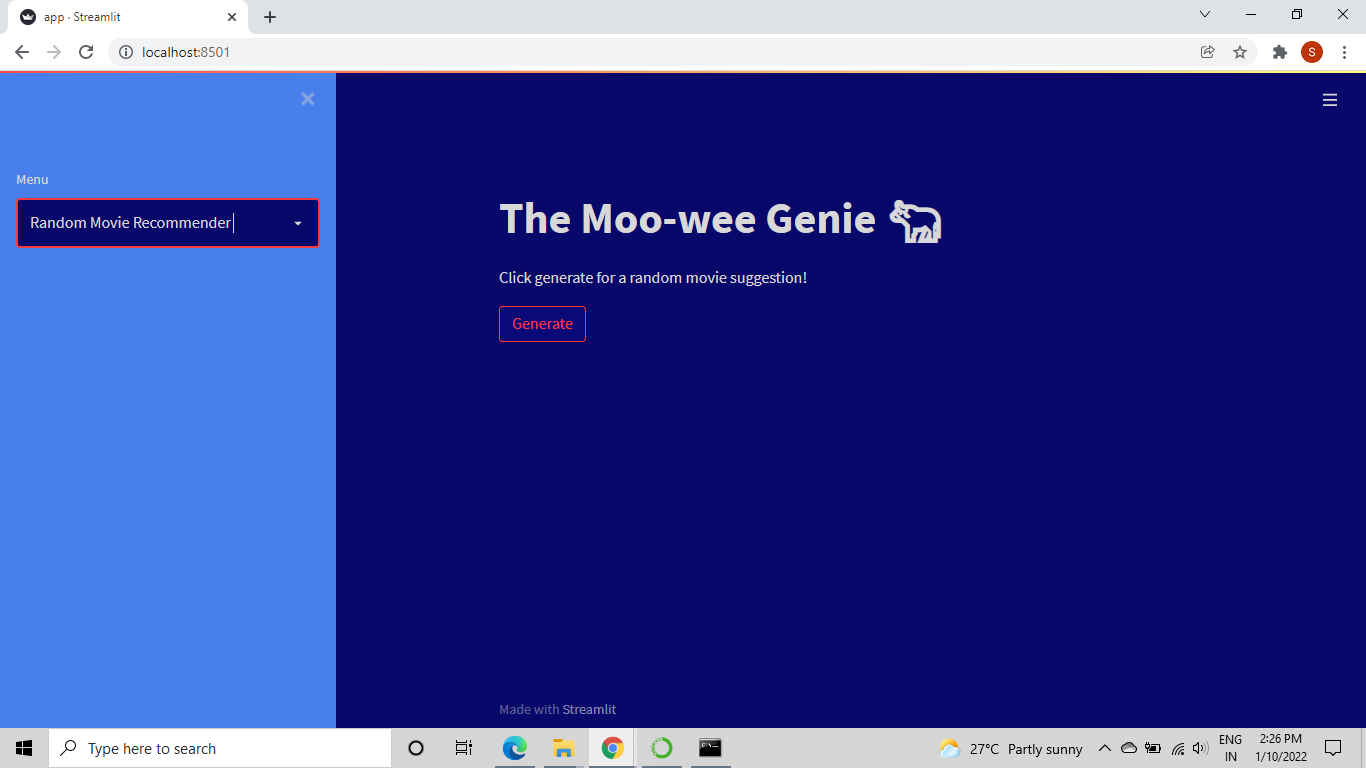 app · Streamlit
localhost:8501
S
Menu
Random Movie Recommender
The Moo-wee Genie 🐄
Click generate for a random movie suggestion!
Generate
Made with Streamlit
Type here to search
27°C Partly sunny
ENG
IN
2:26 PM
1/10/2022